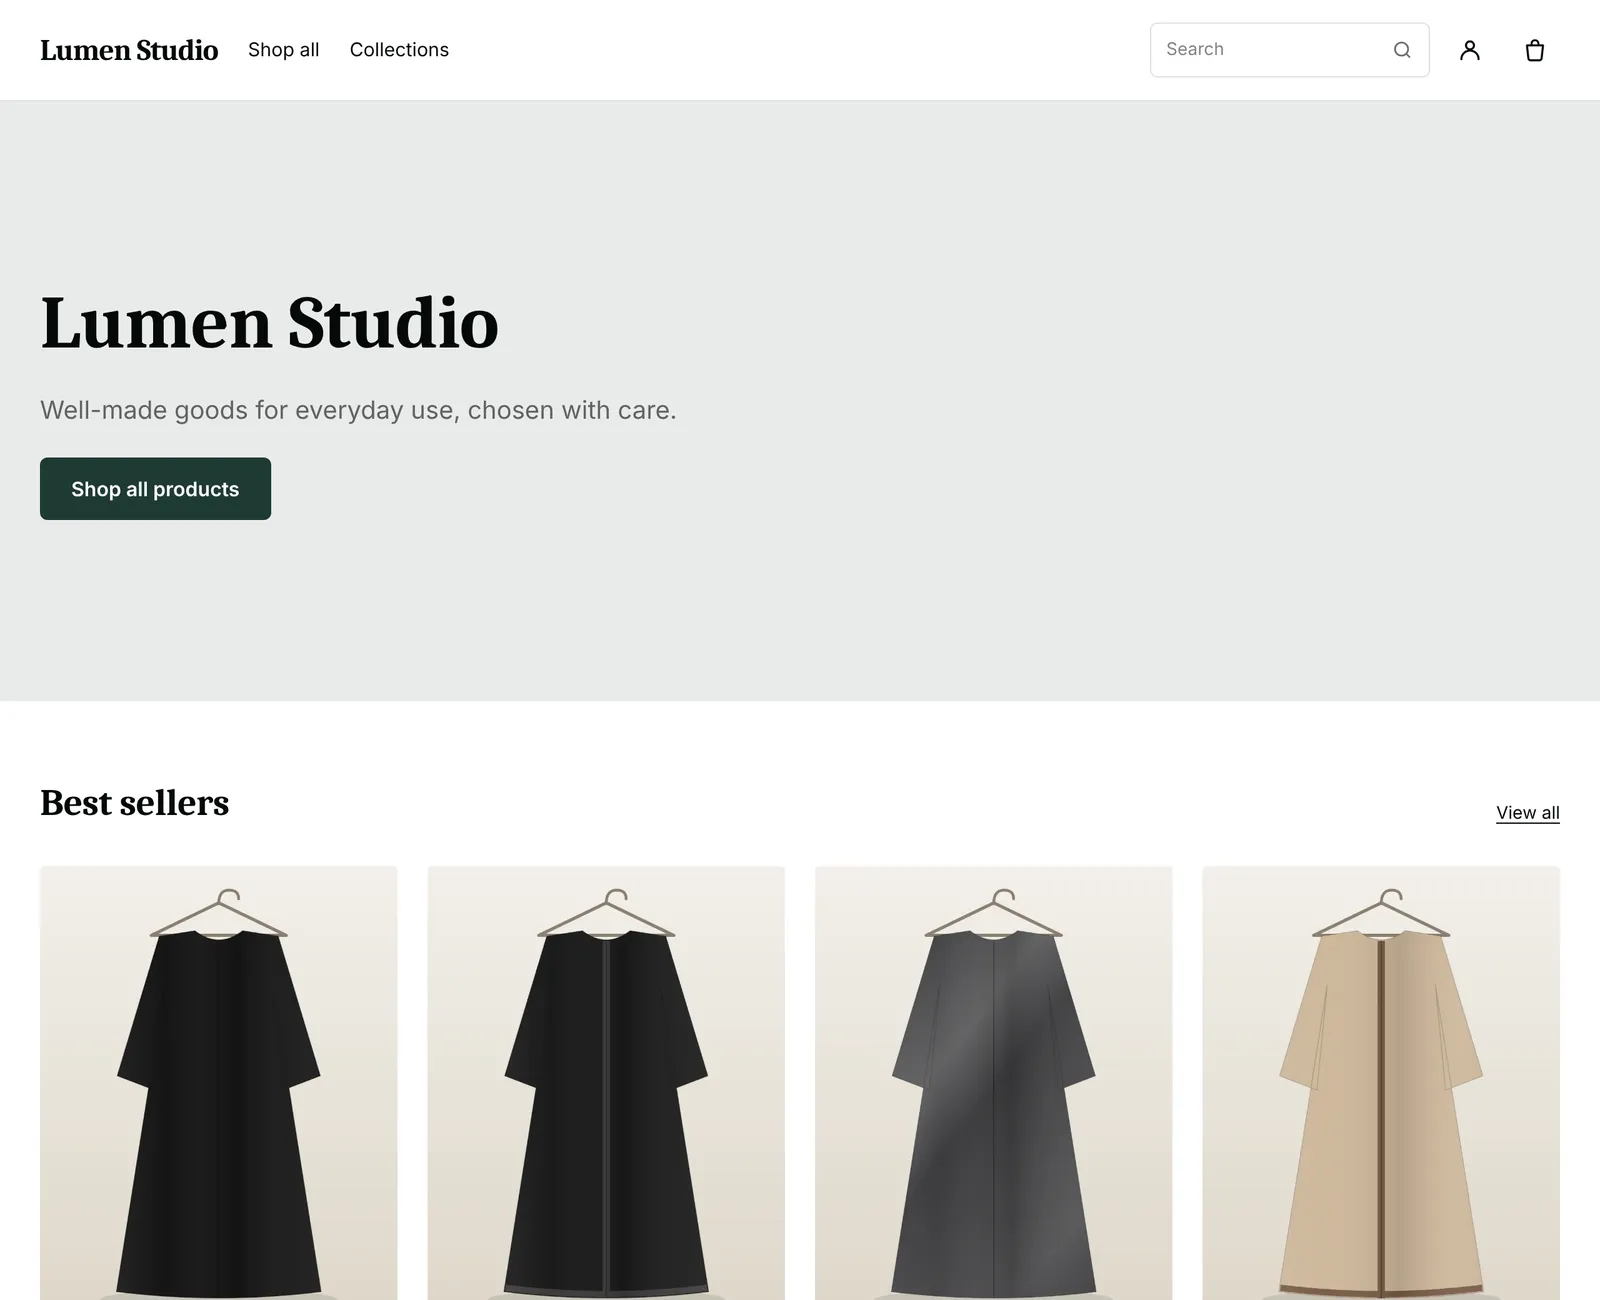 Lumen Studio
Shop all
Collections
Search
Lumen Studio
Well-made goods for everyday use, chosen with care.
Shop all products
Best sellers
View all